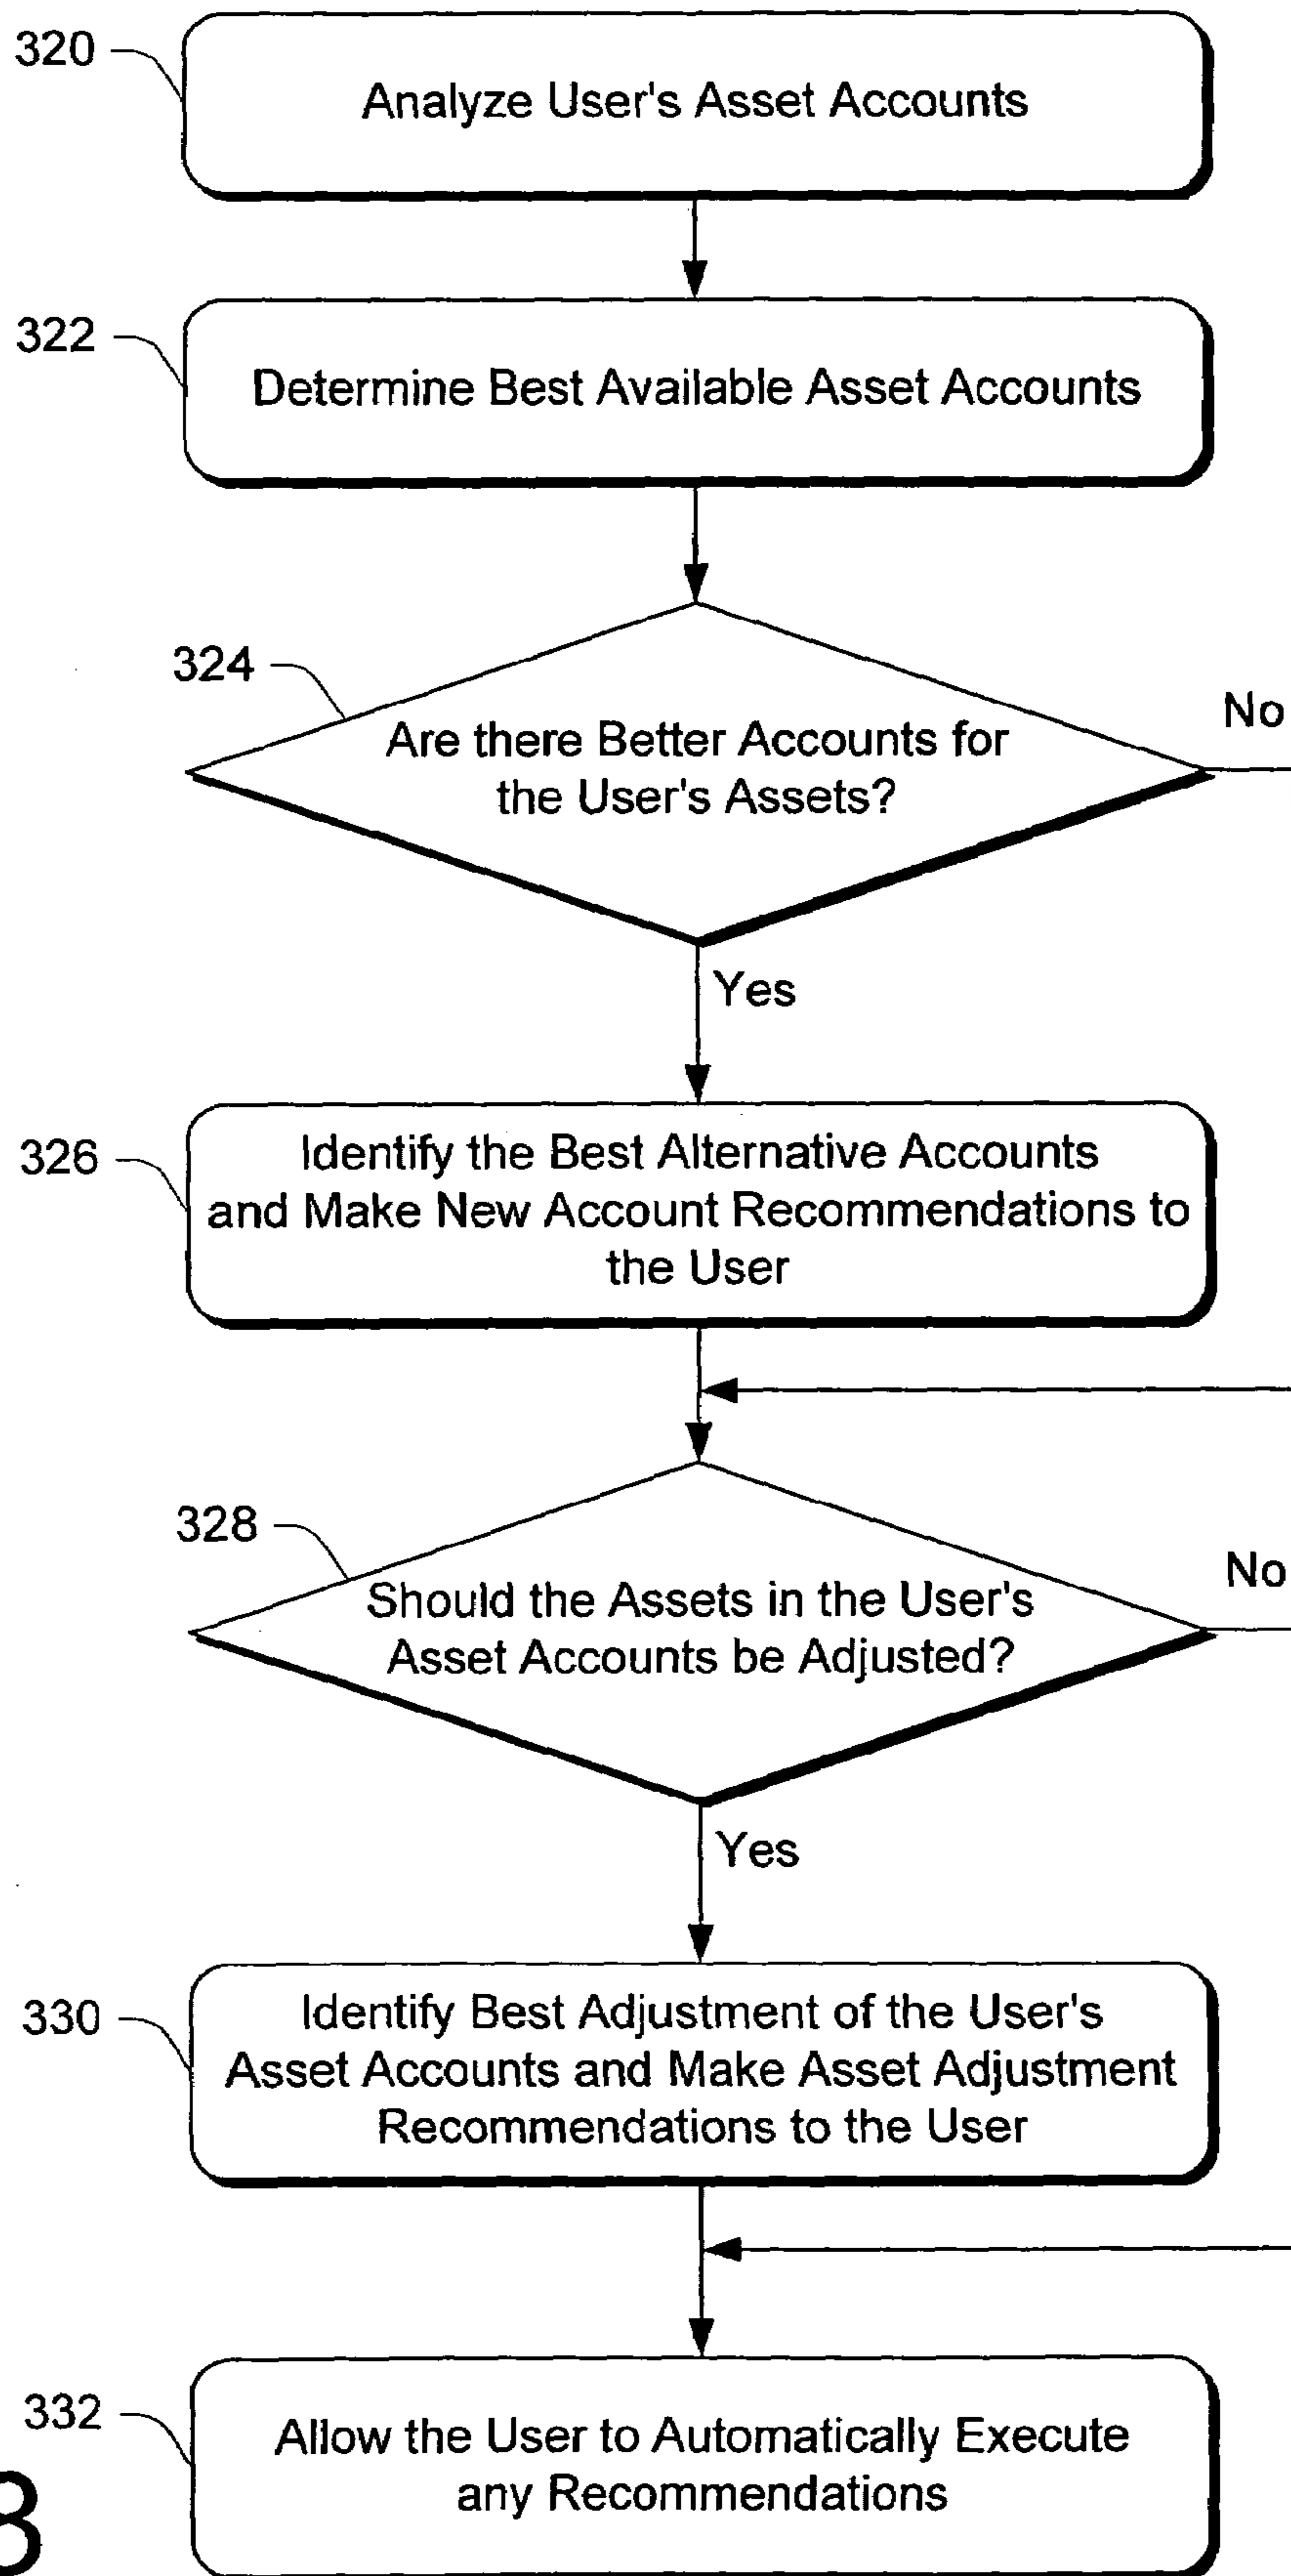 320
Analyze User's Asset Accounts
322
Determine Best Available Asset Accounts
324
Are there Better Accounts for
the User's Assets?
No
Yes
326
Identify the Best Alternative Accounts
and Make New Account Recommendations to
the User
328
Should the Assets in the User's
Asset Accounts be Adjusted?
No
Yes
330
Identify Best Adjustment of the User's
Asset Accounts and Make Asset Adjustment
Recommendations to the User
332
Allow the User to Automatically Execute
any Recommendations